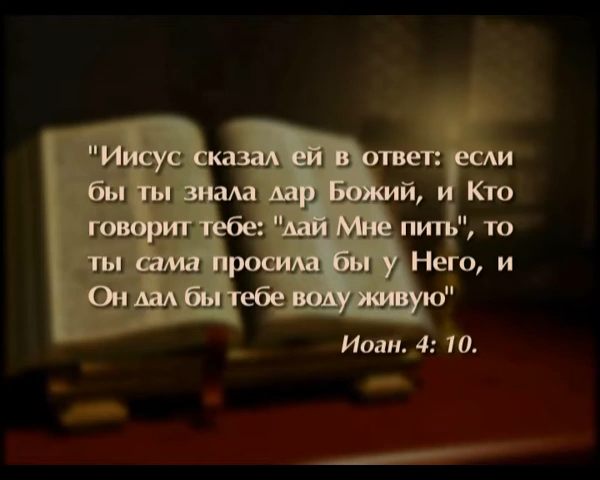 "Иисус сказал ей в ответ: если
бы ты знала дар Божий, и Кто
говорит тебе: "дай Мне пить", то
ты сама просила бы у Него, и
Он дал бы тебе воду живую"
Иоан. 4: 10.